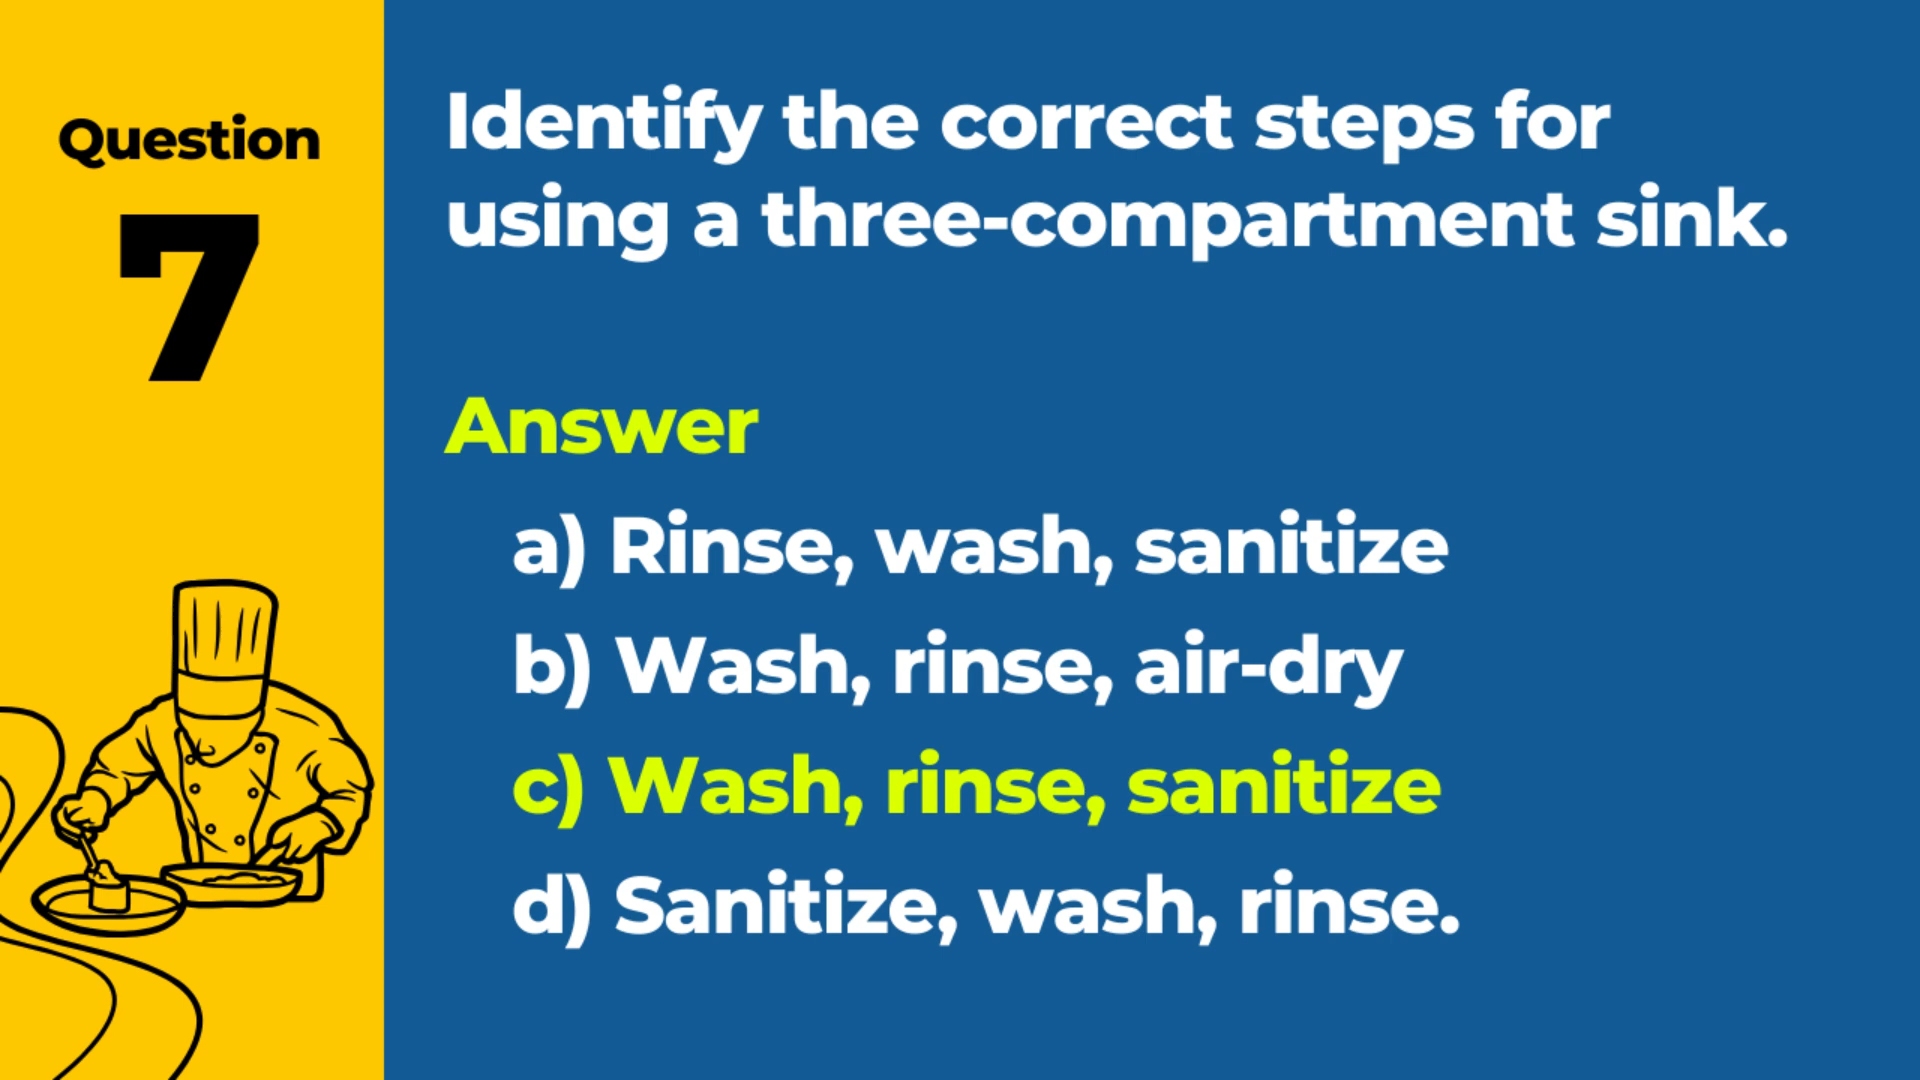 Question
7
Identify the correct steps for
using a three-compartment sink.
Answer
a) Rinse, wash, sanitize
b) Wash, rinse, air-dry
c) Wash, rinse, sanitize
d) Sanitize, wash, rinse.